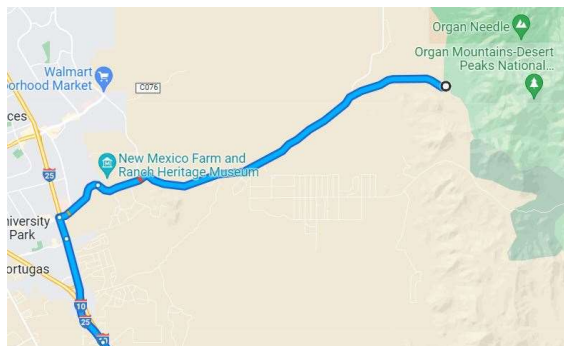 Organ Needle
Organ Mountains-Desert
Peaks National...
Walmart
orhood Market
C076
ces
New Mexico Farm and
Ranch Heritage Museum
25
niversity
Park
ortugas
10
25